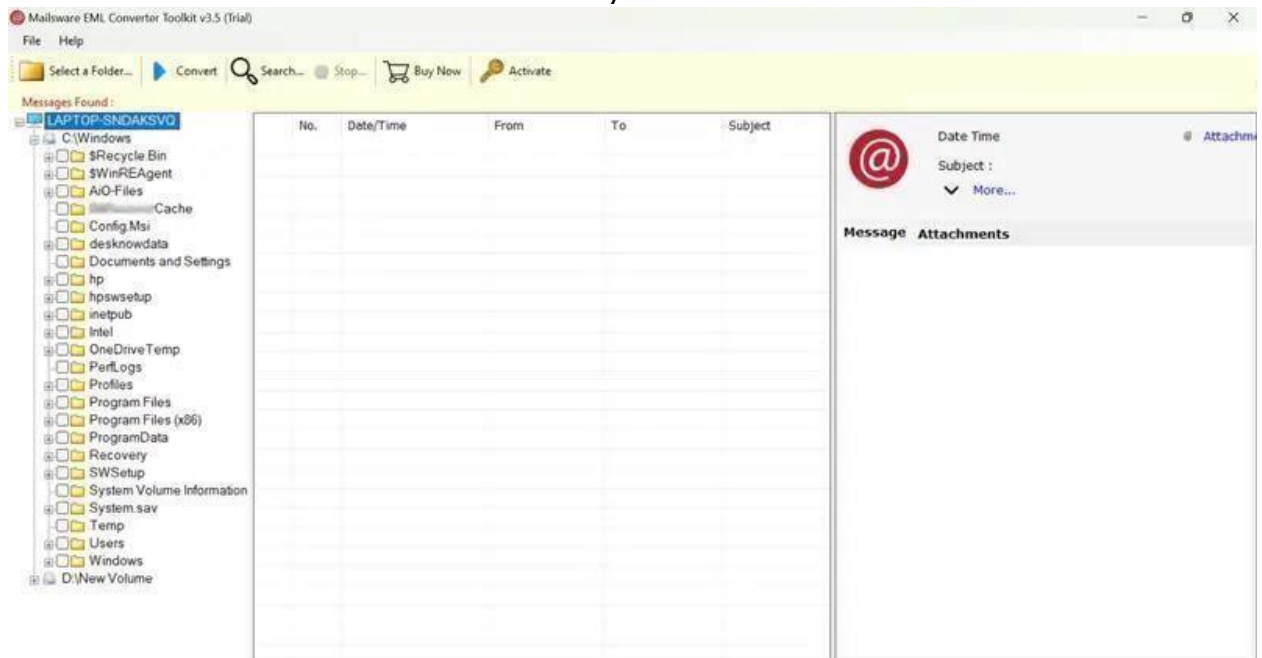 Mailsware EML Converter Toolkit v3.5 (Trial)
File Help
Select a Folder... Convert Search... Stop... Buy Now Activate
Messages Found :
LAPTOP-SNDAKSVQ
C:\Windows
$Recycle.Bin
$WinREAgent
AiO-Files
Cache
Config.Msi
desknowdata
Documents and Settings
hp
hpswsetup
inetpub
Intel
OneDriveTemp
PerfLogs
Profiles
Program Files
Program Files (x86)
ProgramData
Recovery
SWSetup
System Volume Information
System.sav
Temp
Users
Windows
D:\New Volume
No. Date/Time From To Subject
@
Date Time Attachme
Subject :
More...
Message Attachments